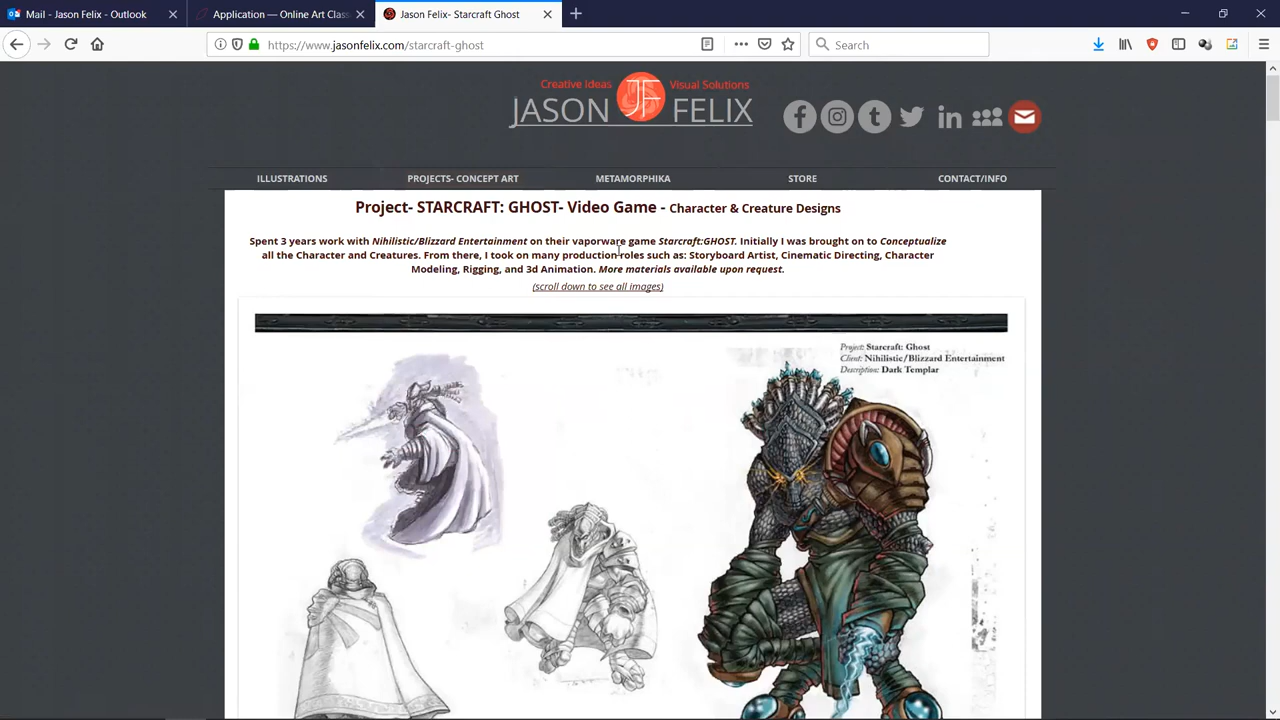 Mail - Jason Felix - Outlook
Application — Online Art Clas
Jason Felix- Starcraft Ghost
https://www.jasonfelix.com/starcraft-ghost
Search
Creative Ideas JF Visual Solutions
JASON FELIX
ILLUSTRATIONS PROJECTS- CONCEPT ART METAMORPHIKA STORE CONTACT/INFO
Project- STARCRAFT: GHOST- Video Game - Character & Creature Designs
Spent 3 years work with Nihilistic/Blizzard Entertainment on their vaporware game Starcraft:GHOST. Initially I was brought on to Conceptualize
all the Character and Creatures. From there, I took on many production roles such as: Storyboard Artist, Cinematic Directing, Character
Modeling, Rigging, and 3d Animation. More materials available upon request.
(scroll down to see all images)
Project: Starcraft: Ghost
Client: Nihilistic/Blizzard Entertainment
Description: Dark Templar